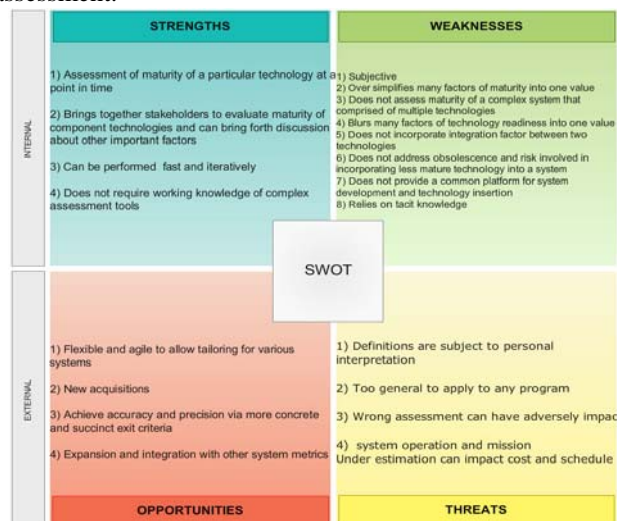 assessment.
STRENGTHS
1) Assessment of maturity of a particular technology at a
point in time
2) Brings together stakeholders to evaluate maturity of
component technologies and can bring forth discussion
about other important factors
3) Can be performed fast and iteratively
4) Does not require working knowledge of complex
assessment tools
WEAKNESSES
1) Subjective
2) Over simplifies many factors of maturity into one value
3) Does not assess maturity of a complex system that
comprised of multiple technologies
4) Blurs many factors of technology readiness into one value
5) Does not incorporate integration factor between two
technologies
6) Does not address obsolescence and risk involved in
incorporating less mature technology into a system
7) Does not provide a common platform for system
development and technology insertion
8) Relies on tacit knowledge
INTERNAL
SWOT
EXTERNAL
1) Flexible and agile to allow tailoring for various
systems
2) New acquisitions
3) Achieve accuracy and precision via more concrete
and succinct exit criteria
4) Expansion and integration with other system metrics
OPPORTUNITIES
1) Definitions are subject to personal
interpretation
2) Too general to apply to any program
3) Wrong assessment can have adversely impac
4) system operation and mission
Under estimation can impact cost and schedule
THREATS